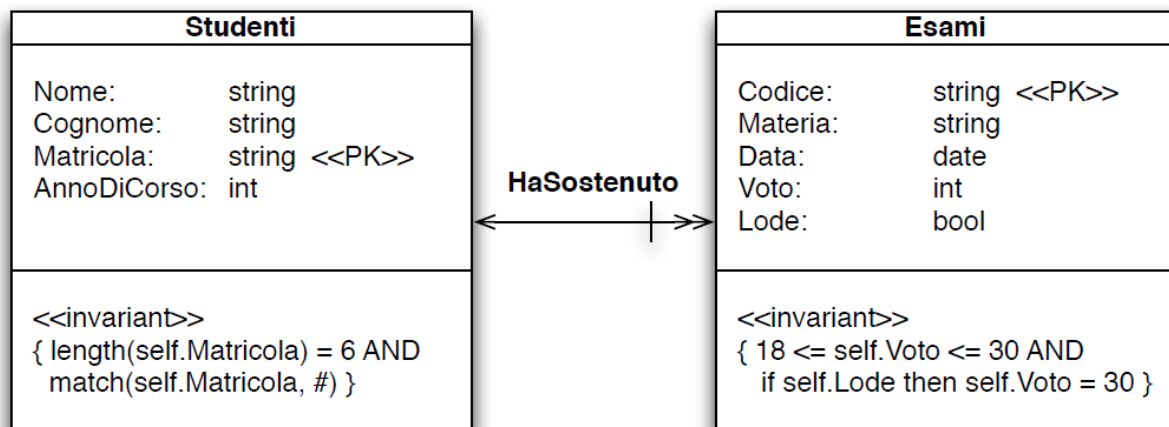 Studenti
Nome: string
Cognome: string
Matricola: string <<PK>>
AnnoDiCorso: int
<<invariant>>
{ length(self.Matricola) = 6 AND
match(self.Matricola, #) }
HaSostenuto
Esami
Codice: string <<PK>>
Materia: string
Data: date
Voto: int
Lode: bool
<<invariant>>
{ 18 <= self.Voto <= 30 AND
if self.Lode then self.Voto = 30 }